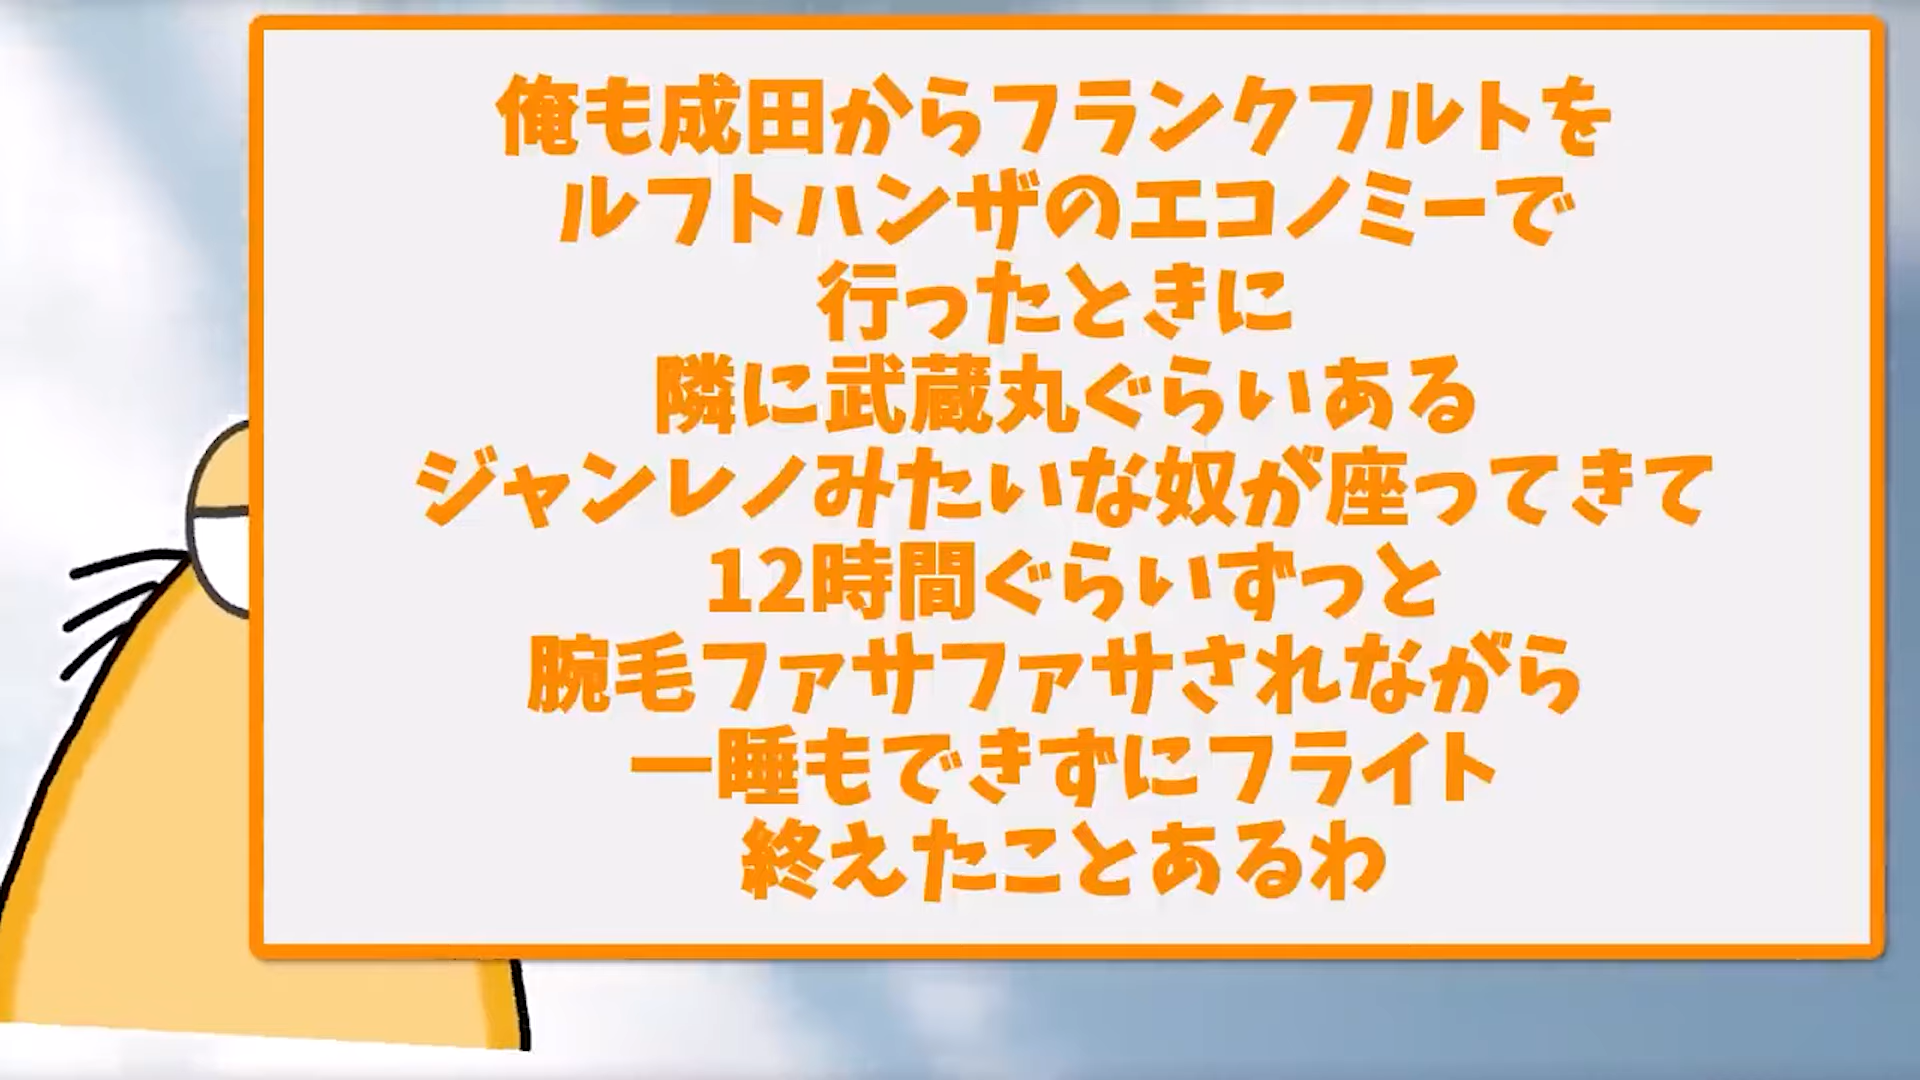 俺も成田からフランクフルトを
ルフトハンザのエコノミーで
行ったときに
隣に武蔵丸ぐらいある
ジャンレノみたいな奴が座ってきて
12時間ぐらいずっと
腕毛ファサファサされながら
一睡もできずにフライト
終えたことあるわ